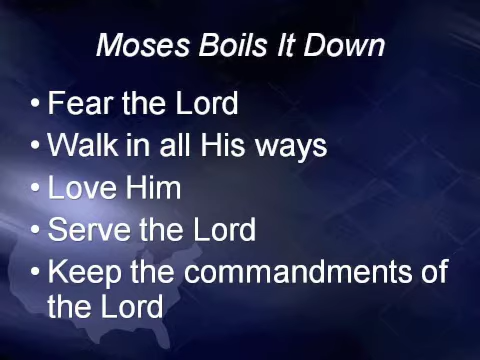 Moses Boils It Down
• Fear the Lord
• Walk in all His ways
• Love Him
• Serve the Lord
• Keep the commandments of
the Lord